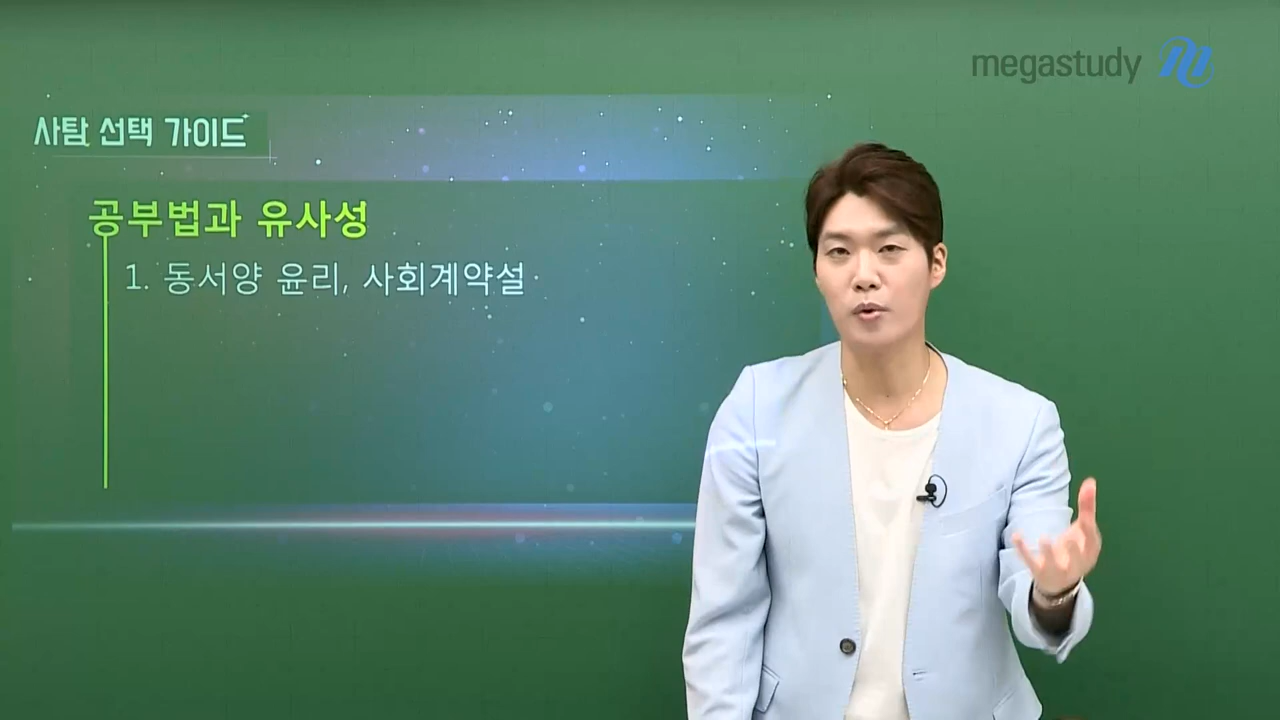 megastudy
사탐 선택 가이드
공부법과 유사성
1. 동서양 윤리, 사회계약설